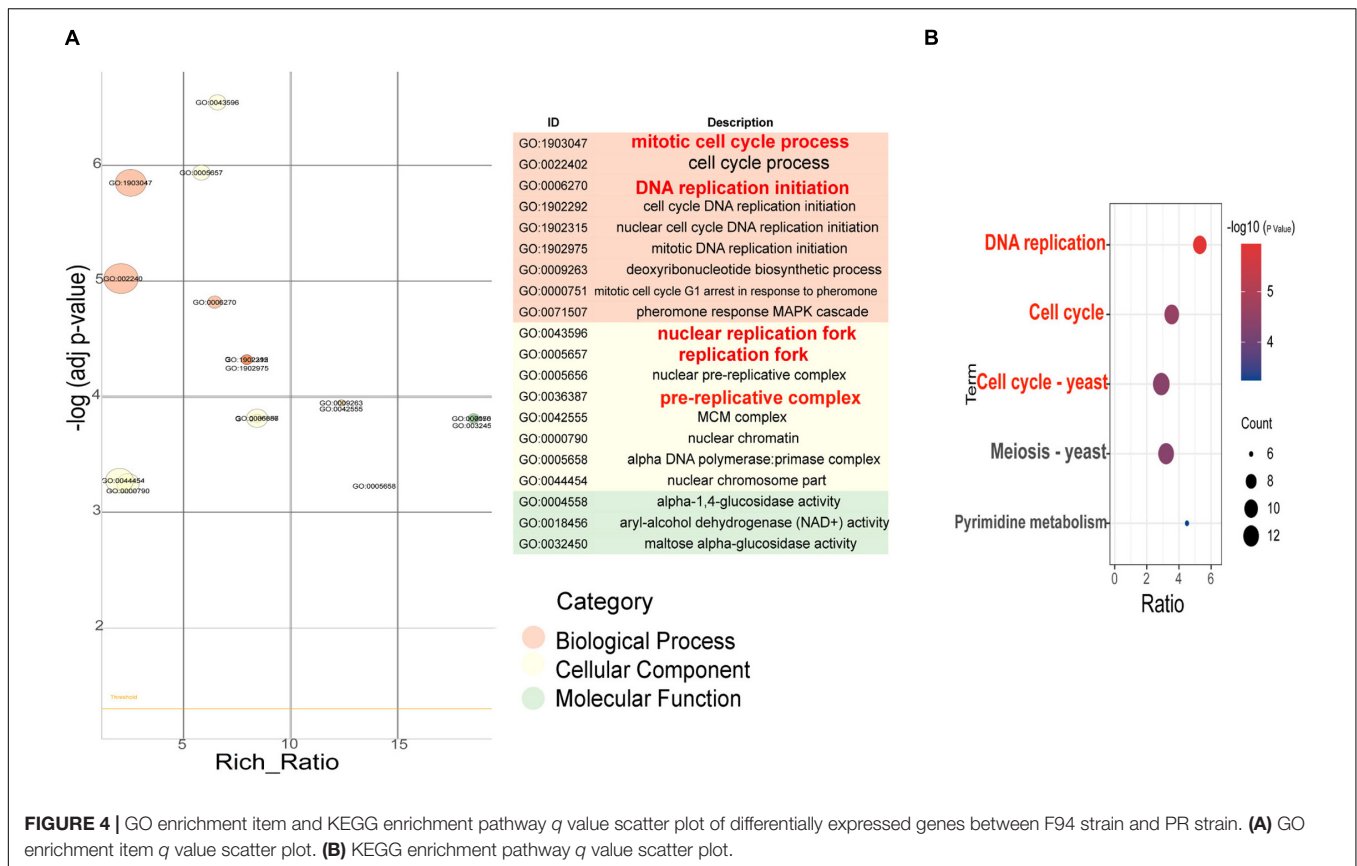 A
B
GO:0043596
6
GO:0005657
GO:1903047
5
GO:002240
GO:0006270
GO:1902975
4
GO:0009263
GO:0042555
GO:003245
GO:0044454
GO:0000790
GO:0005658
3
2
Threshold
5 10 15
-log (adj p-value)
Rich_Ratio
ID Description
GO:1903047 mitotic cell cycle process
GO:0022402 cell cycle process
GO:0006270 DNA replication initiation
GO:1902292 cell cycle DNA replication initiation
GO:1902315 nuclear cell cycle DNA replication initiation
GO:1902975 mitotic DNA replication initiation
GO:0009263 deoxyribonucleotide biosynthetic process
GO:0000751 mitotic cell cycle G1 arrest in response to pheromone
GO:0071507 pheromone response MAPK cascade
GO:0043596 nuclear replication fork
GO:0005657 replication fork
GO:0005656 nuclear pre-replicative complex
GO:0036387 pre-replicative complex
GO:0042555 MCM complex
GO:0000790 nuclear chromatin
GO:0005658 alpha DNA polymerase:primase complex
GO:0044454 nuclear chromosome part
GO:0004558 alpha-1,4-glucosidase activity
GO:0018456 aryl-alcohol dehydrogenase (NAD+) activity
GO:0032450 maltose alpha-glucosidase activity
Category
Biological Process
Cellular Component
Molecular Function
DNA replication
Cell cycle
Cell cycle - yeast
Meiosis - yeast
Pyrimidine metabolism
Term
0 2 4 6
Ratio
-log10 (P Value)
5
4
Count
6
8
10
12
FIGURE 4 | GO enrichment item and KEGG enrichment pathway q value scatter plot of differentially expressed genes between F94 strain and PR strain. (A) GO
enrichment item q value scatter plot. (B) KEGG enrichment pathway q value scatter plot.